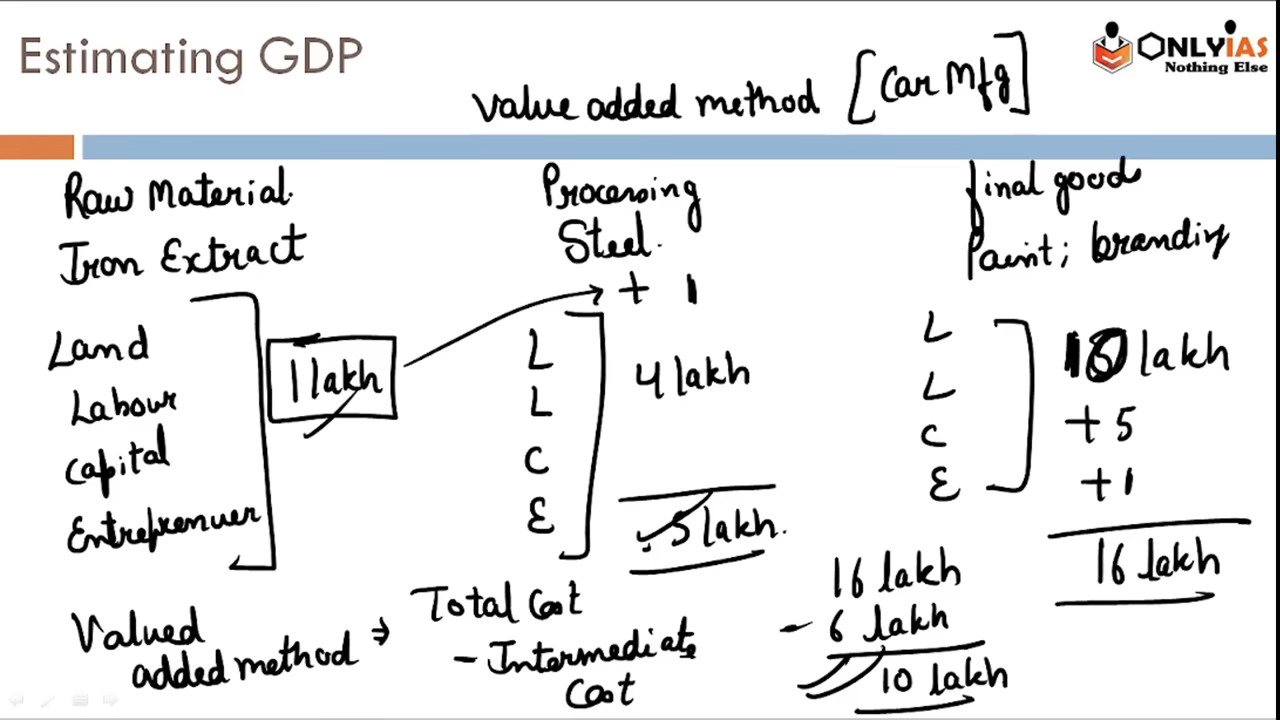 Estimating GDP
ONLYIAS
Nothing Else
Value added method [Car Mfg]
Raw Material
Iron Extract
Land
Labour
Capital
Entreprenuer
1 lakh
Processing
Steel.
+ 1
L
L
C
E
4 lakh
5 lakh.
final good
Paint; branding
L
L
C
E
10 lakh
+ 5
+1
16 lakh
Valued
added method ⇒
Total Cost
- Intermediate
Cost
16 lakh
- 6 lakh
10 lakh